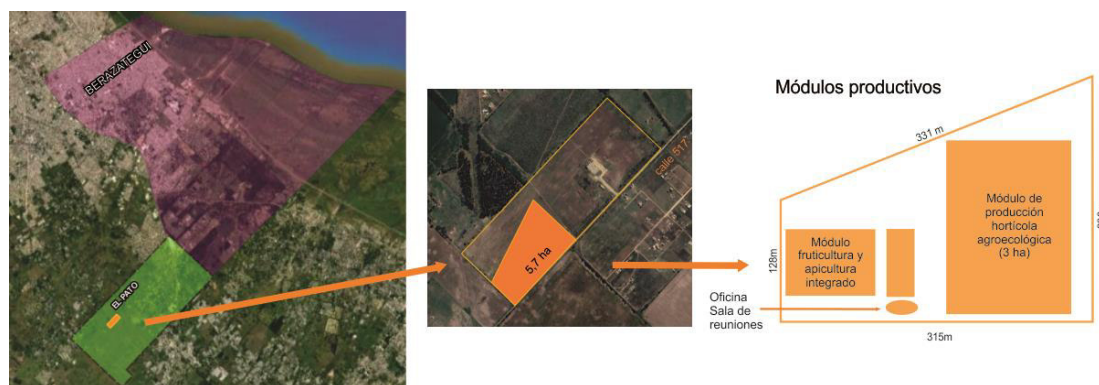 BERAZATEGUI
EL PATO
calle 517
5,7 ha
Módulos productivos
331 m
128m
Módulo
fruticultura y
apicultura
integrado
Módulo de
producción
hortícola
agroecológica
(3 ha)
Oficina
Sala de
reuniones
315m